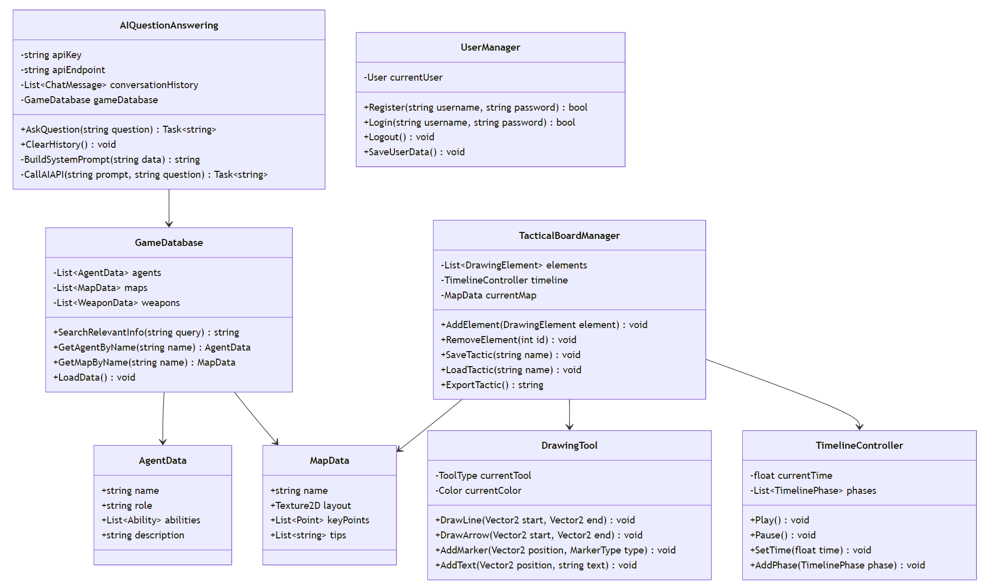 AIQuestionAnswering
-string apiKey
-string apiEndpoint
-List<ChatMessage> conversationHistory
-GameDatabase gameDatabase
+AskQuestion(string question) : Task<string>
+ClearHistory() : void
-BuildSystemPrompt(string data) : string
-CallAIAPI(string prompt, string question) : Task<string>
UserManager
-User currentUser
+Register(string username, string password) : bool
+Login(string username, string password) : bool
+Logout() : void
+SaveUserData() : void
GameDatabase
-List<AgentData> agents
-List<MapData> maps
-List<WeaponData> weapons
+SearchRelevantInfo(string query) : string
+GetAgentByName(string name) : AgentData
+GetMapByName(string name) : MapData
+LoadData() : void
TacticalBoardManager
-List<DrawingElement> elements
-TimelineController timeline
-MapData currentMap
+AddElement(DrawingElement element) : void
+RemoveElement(int id) : void
+SaveTactic(string name) : void
+LoadTactic(string name) : void
+ExportTactic() : string
AgentData
+string name
+string role
+List<Ability> abilities
+string description
MapData
+string name
+Texture2D layout
+List<Point> keyPoints
+List<string> tips
DrawingTool
-ToolType currentTool
-Color currentColor
+DrawLine(Vector2 start, Vector2 end) : void
+DrawArrow(Vector2 start, Vector2 end) : void
+AddMarker(Vector2 position, MarkerType type) : void
+AddText(Vector2 position, string text) : void
TimelineController
-float currentTime
-List<TimelinePhase> phases
+Play() : void
+Pause() : void
+SetTime(float time) : void
+AddPhase(TimelinePhase phase) : void